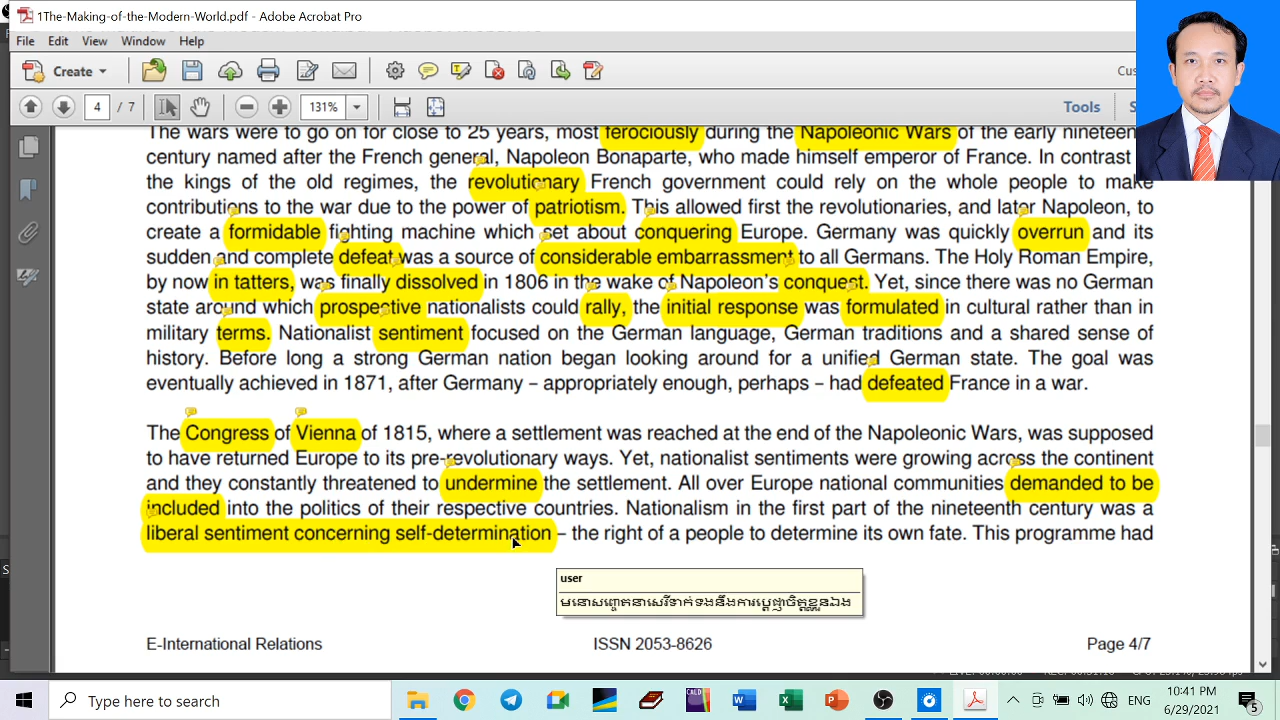 1The-Making-of-the-Modern-World.pdf - Adobe Acrobat Pro
File Edit View Window Help
Create
4 / 7 131% Tools
The wars were to go on for close to 25 years, most ferociously during the Napoleonic Wars of the early
century named after the French general, Napoleon Bonaparte, who made himself emperor of France. In contrast
the kings of the old regimes, the revolutionary French government could rely on the whole people to make
contributions to the war due to the power of patriotism. This allowed first the revolutionaries, and later Napoleon, to
create a formidable fighting machine which set about conquering Europe. Germany was quickly overrun and its
sudden and complete defeat was a source of considerable embarrassment to all Germans. The Holy Roman Empire,
by now in tatters, was finally dissolved in 1806 in the wake of Napoleon's conquest. Yet, since there was no German
state around which prospective nationalists could rally, the initial response was formulated in cultural rather than in
military terms. Nationalist sentiment focused on the German language, German traditions and a shared sense of
history. Before long a strong German nation began looking around for a unified German state. The goal was
eventually achieved in 1871, after Germany – appropriately enough, perhaps – had defeated France in a war.
The Congress of Vienna of 1815, where a settlement was reached at the end of the Napoleonic Wars, was supposed
to have returned Europe to its pre-revolutionary ways. Yet, nationalist sentiments were growing across the continent
and they constantly threatened to undermine the settlement. All over Europe national communities demanded to be
included into the politics of their respective countries. Nationalism in the first part of the nineteenth century was a
liberal sentiment concerning self-determination – the right of a people to determine its own fate. This programme had
user
មនោសញ្ចេតនាសេរីទាក់ទងនឹងការប្តេជ្ញាចិត្តខ្លួនឯង
E-International Relations ISSN 2053-8626 Page 4/7
Type here to search
CALD
ENG
10:41 PM
6/29/2021
5